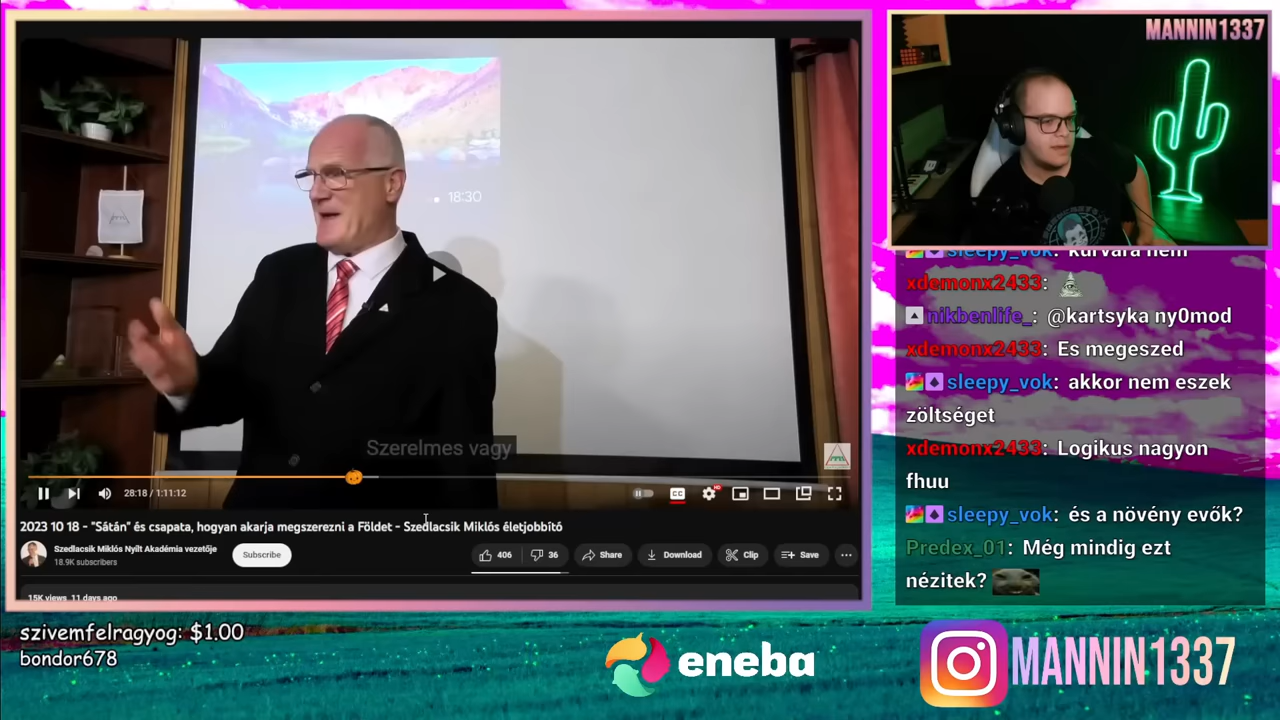 18:30
Szerelmes vagy
28:18 / 1:11:12
CC
HD
2023 10 18 - "Sátán" és csapata, hogyan akarja megszerezni a Földet - Szedlacsik Miklós életjobbító
Szedlacsik Miklós Nyílt Akadémia vezetője
18.9K subscribers
Subscribe
406
36
Share
Download
Clip
Save
15K views 11 days ago
MANNIN1337
sleepy_vok: kurvára nem
xdemonx2433:
nikbenlife_: @kartsyka ny0mod
xdemonx2433: Es megeszed
sleepy_vok: akkor nem eszek
zöltséget
xdemonx2433: Logikus nagyon
fhuu
sleepy_vok: és a növény evők?
Predex_01: Még mindig ezt
nézitek?
szivemfelragyog: $1.00
bondor678
eneba
MANNIN1337